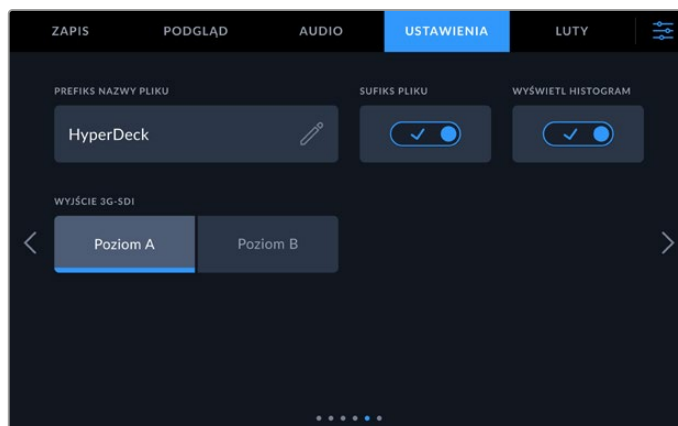 ZAPIS PODGLĄD AUDIO USTAWIENIA LUTY
PREFIKS NAZWY PLIKU SUFIKS PLIKU WYŚWIETL HISTOGRAM
HyperDeck
WYJŚCIE 3G-SDI
Poziom A Poziom B